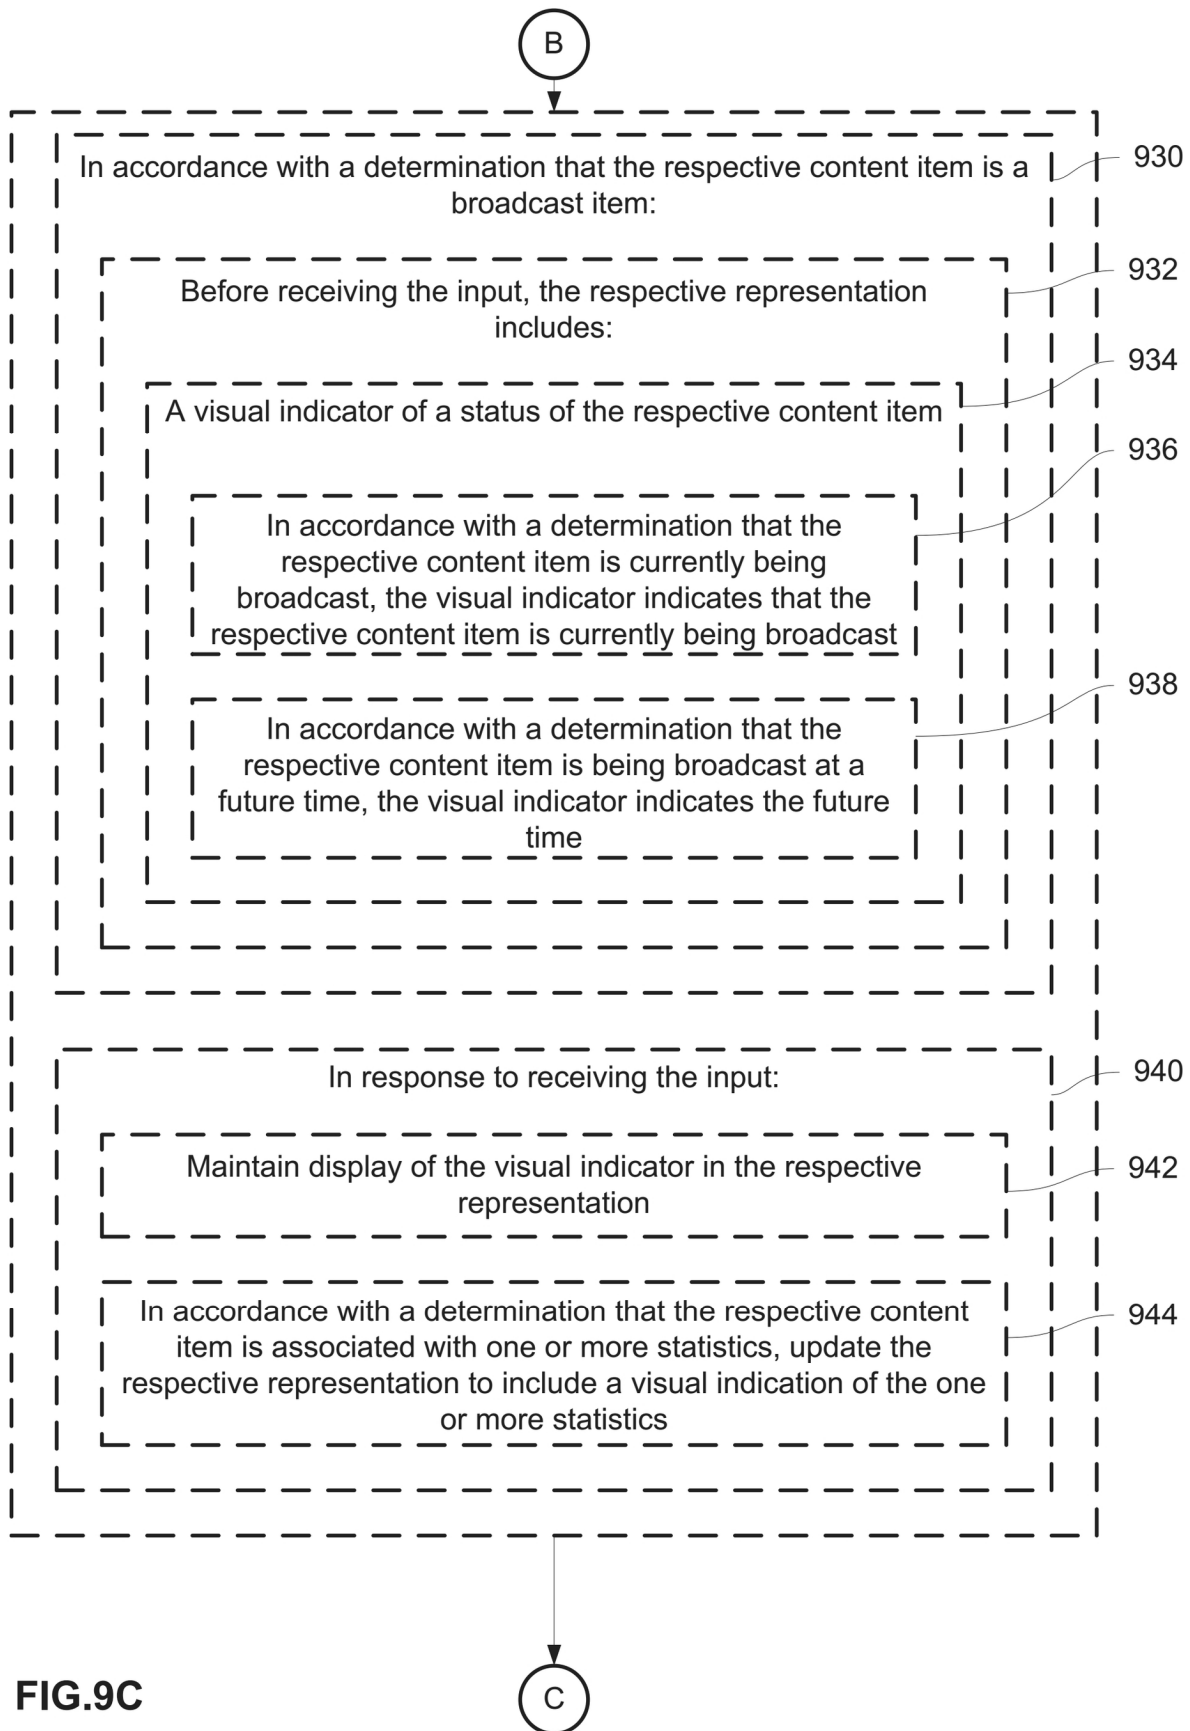 B
In accordance with a determination that the respective content item is a
broadcast item:
930
Before receiving the input, the respective representation
includes:
932
A visual indicator of a status of the respective content item
934
In accordance with a determination that the
respective content item is currently being
broadcast, the visual indicator indicates that the
respective content item is currently being broadcast
936
In accordance with a determination that the
respective content item is being broadcast at a
future time, the visual indicator indicates the future
time
938
In response to receiving the input:
940
Maintain display of the visual indicator in the respective
representation
942
In accordance with a determination that the respective content
item is associated with one or more statistics, update the
respective representation to include a visual indication of the one
or more statistics
944
FIG.9C
C